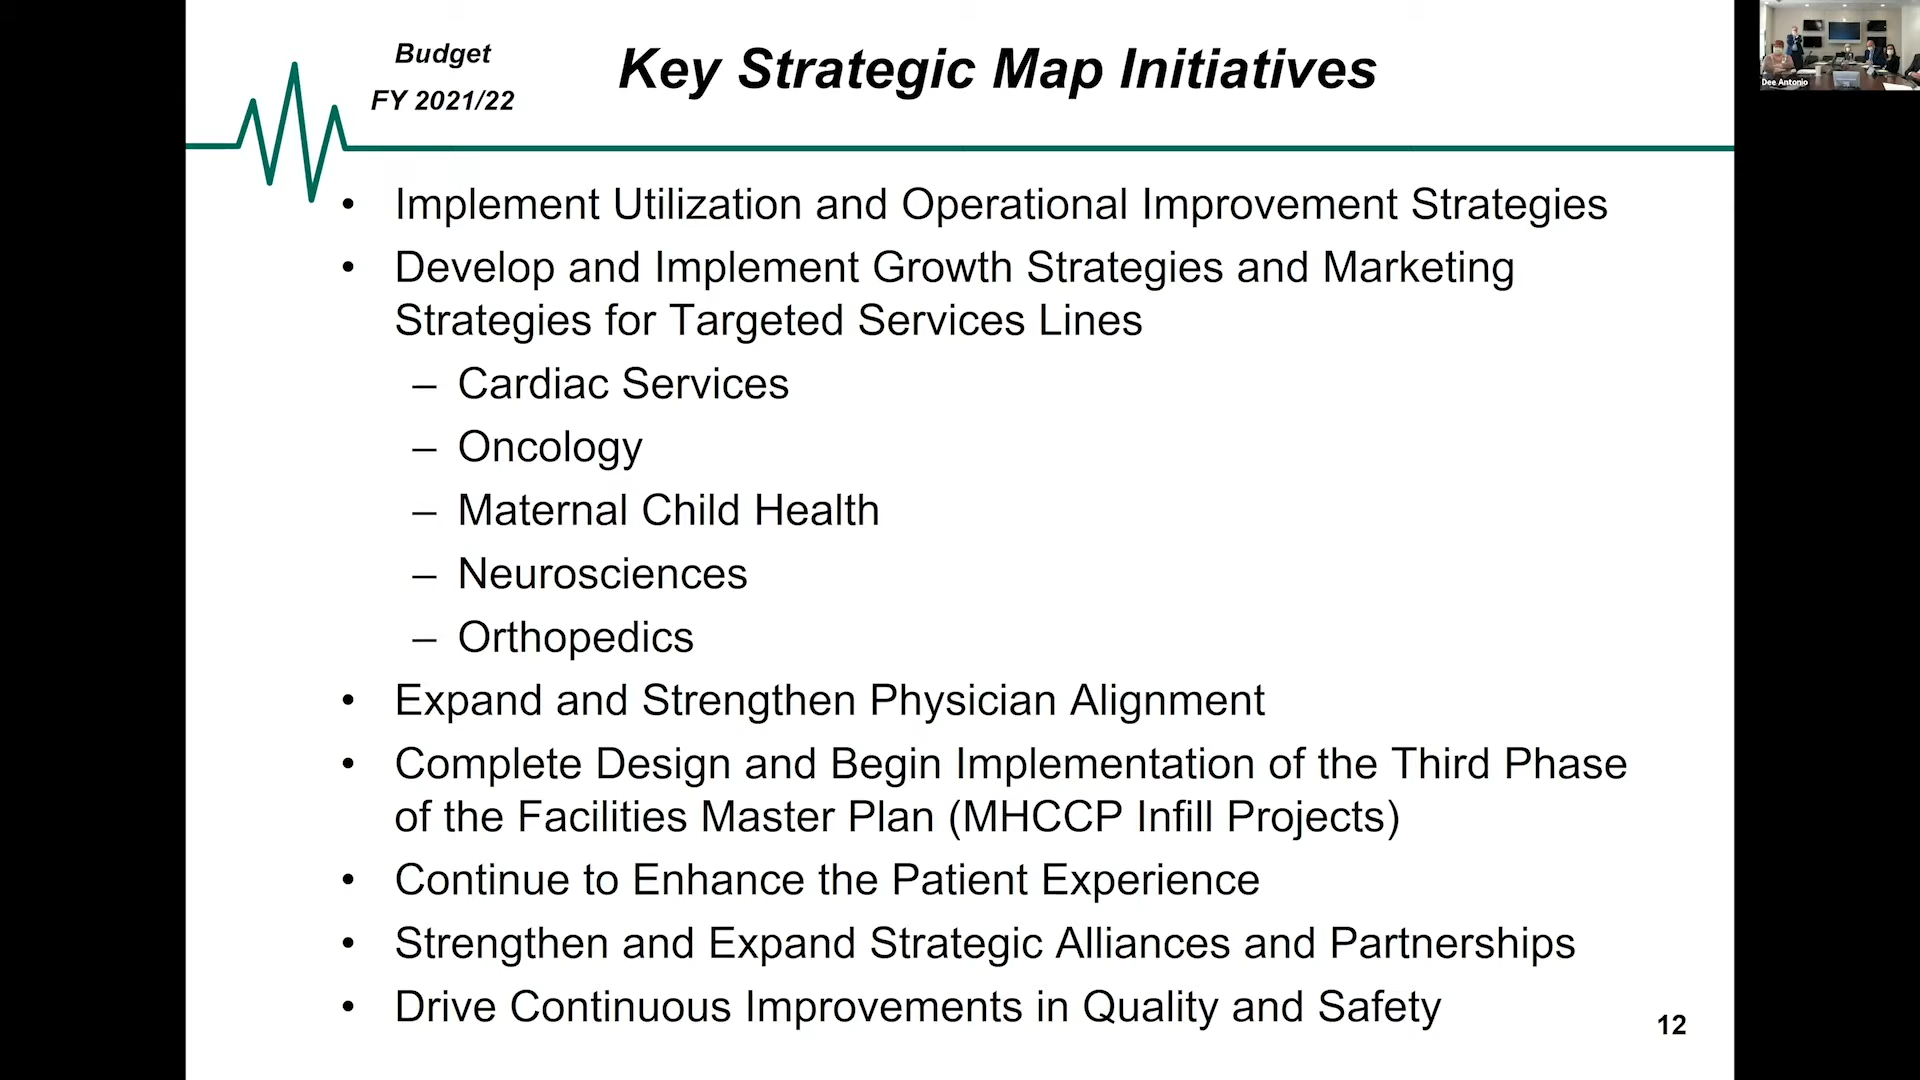 Budget
FY 2021/22
Key Strategic Map Initiatives
• Implement Utilization and Operational Improvement Strategies
• Develop and Implement Growth Strategies and Marketing
Strategies for Targeted Services Lines
– Cardiac Services
– Oncology
– Maternal Child Health
– Neurosciences
– Orthopedics
• Expand and Strengthen Physician Alignment
• Complete Design and Begin Implementation of the Third Phase
of the Facilities Master Plan (MHCCP Infill Projects)
• Continue to Enhance the Patient Experience
• Strengthen and Expand Strategic Alliances and Partnerships
• Drive Continuous Improvements in Quality and Safety
12
Dee Antonio